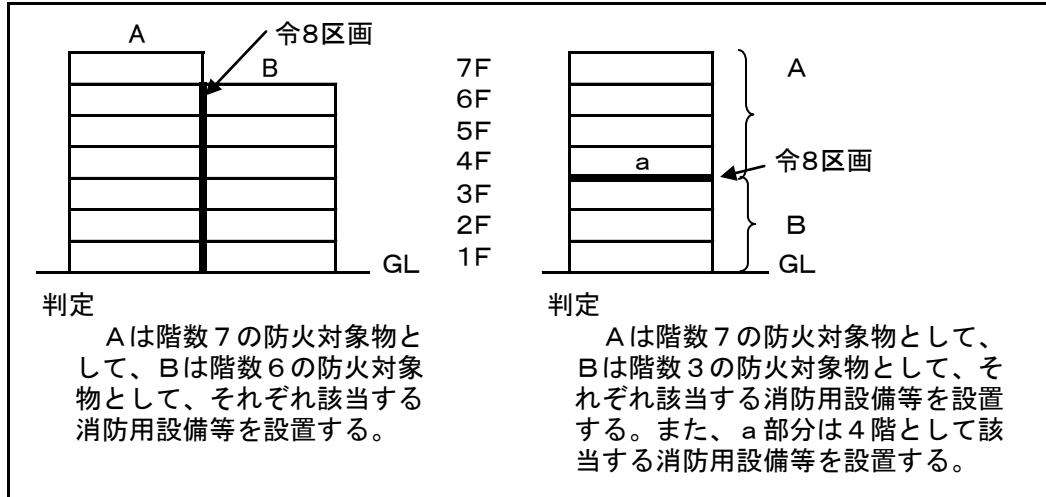 A
令8区画
B
GL
7F
6F
5F
4F
3F
2F
1F
A
a
令8区画
B
GL
判定
Aは階数7の防火対象物と
して、Bは階数6の防火対象
物として、それぞれ該当する
消防用設備等を設置する。
判定
Aは階数7の防火対象物として、
Bは階数3の防火対象物として、そ
れぞれ該当する消防用設備等を設置
する。また、a部分は4階として該
当する消防用設備等を設置する。